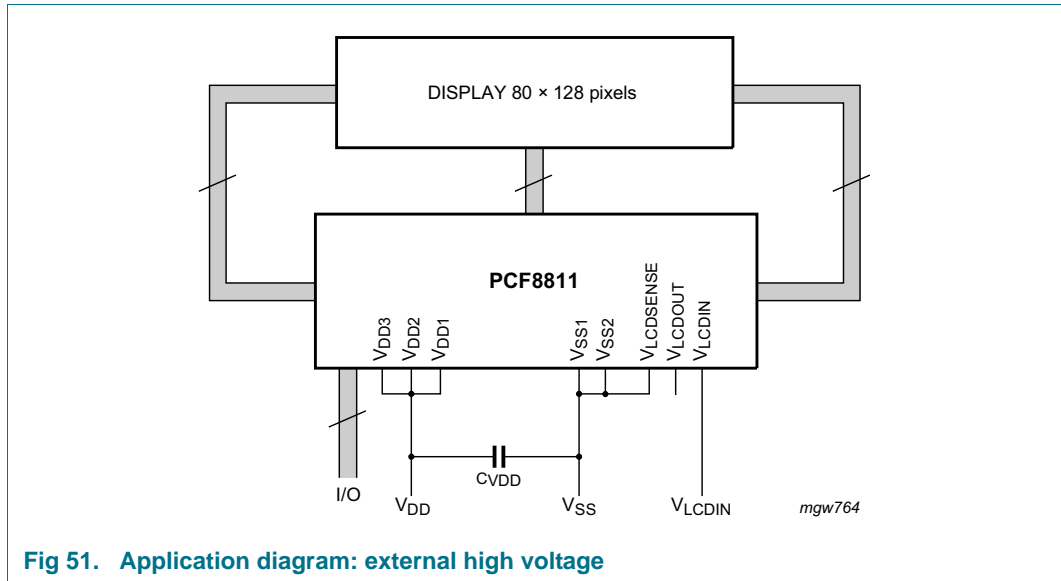 DISPLAY 80 × 128 pixels
PCF8811
VDD3
VDD2
VDD1
VSS1
VSS2
VLCDSENSE
VLCDOUT
VLCDIN
I/O
VDD
CVDD
VSS
VLCDIN
mgw764
Fig 51. Application diagram: external high voltage